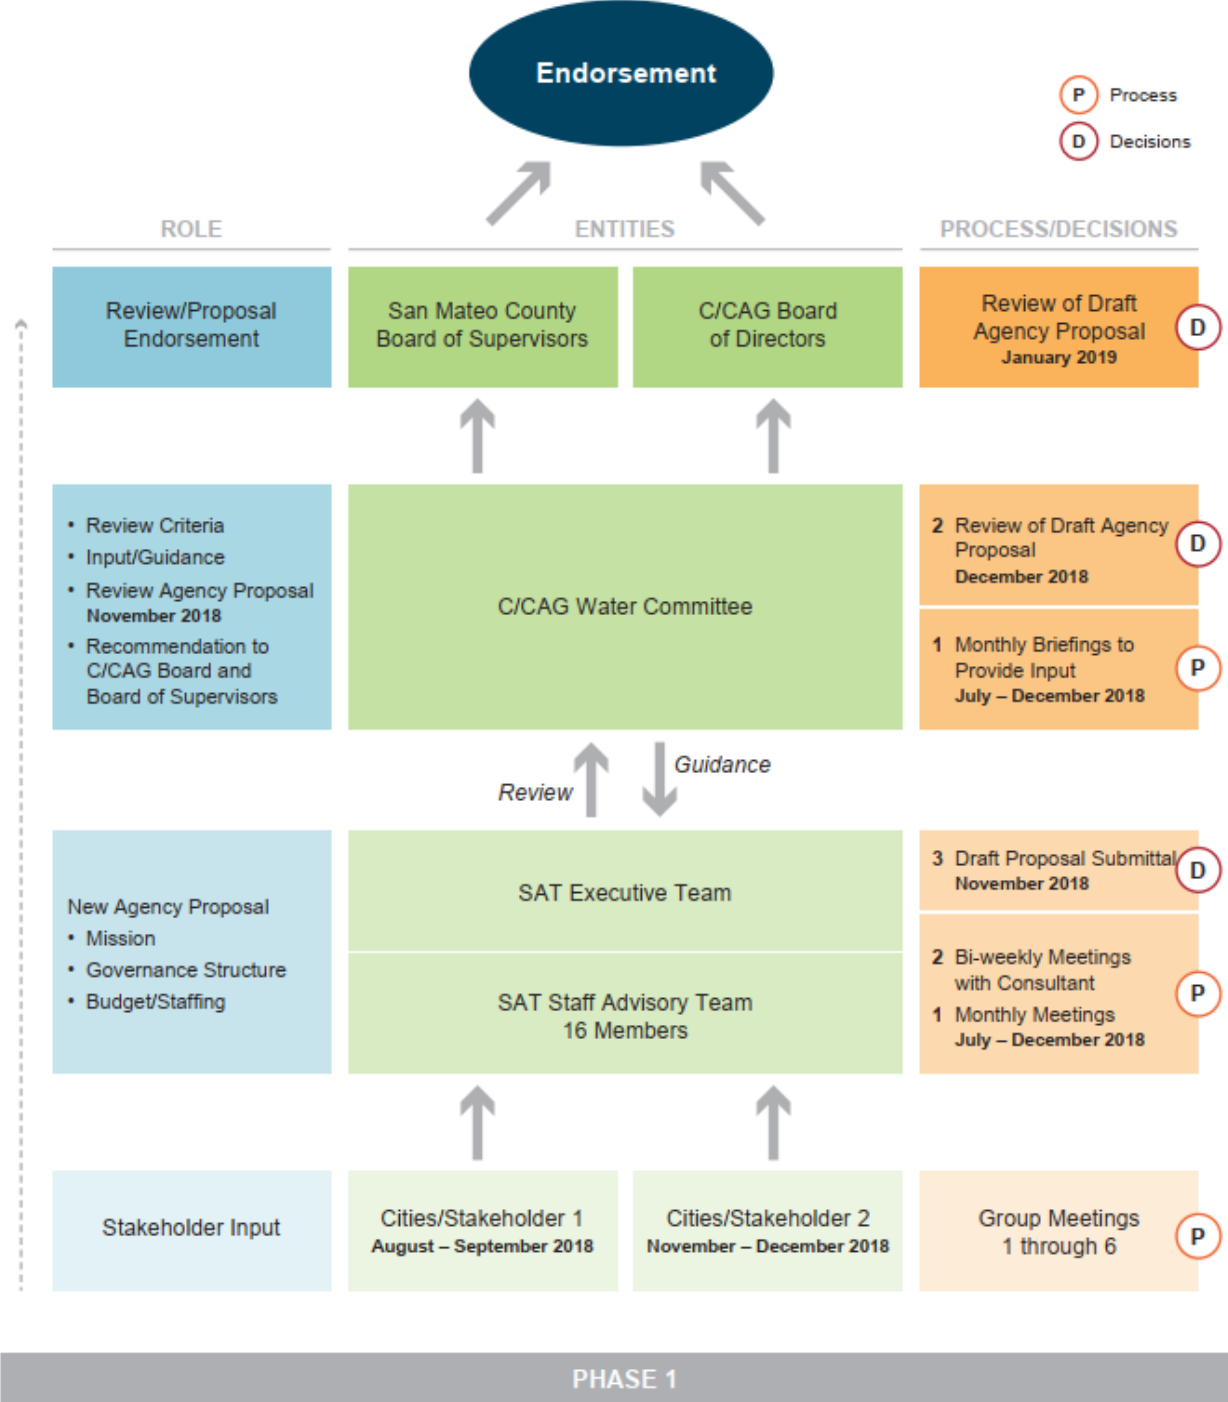 Endorsement
P Process
D Decisions
ROLE
ENTITIES
PROCESS/DECISIONS
Review/Proposal
Endorsement
San Mateo County
Board of Supervisors
C/CAG Board
of Directors
Review of Draft
Agency Proposal
January 2019
D
• Review Criteria
• Input/Guidance
• Review Agency Proposal
November 2018
• Recommendation to
C/CAG Board and
Board of Supervisors
C/CAG Water Committee
2 Review of Draft Agency
Proposal
December 2018
D
1 Monthly Briefings to
Provide Input
July – December 2018
P
Review
Guidance
New Agency Proposal
• Mission
• Governance Structure
• Budget/Staffing
SAT Executive Team
SAT Staff Advisory Team
16 Members
3 Draft Proposal Submittal
November 2018
D
2 Bi-weekly Meetings
with Consultant
1 Monthly Meetings
July – December 2018
P
Stakeholder Input
Cities/Stakeholder 1
August – September 2018
Cities/Stakeholder 2
November – December 2018
Group Meetings
1 through 6
P
PHASE 1